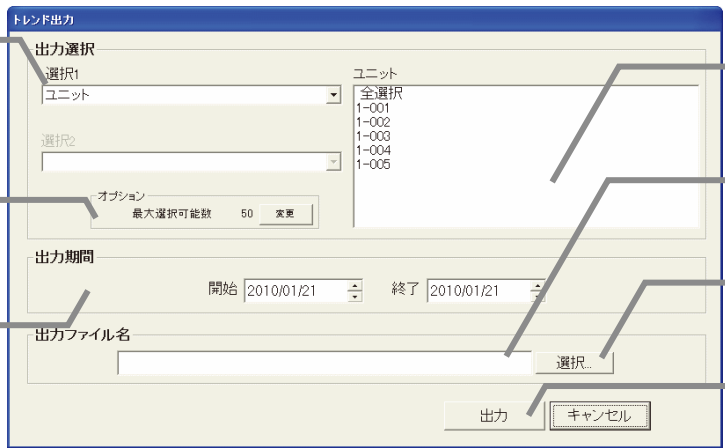 トレンド出力
出力選択
選択1
ユニット
選択2
オプション
最大選択可能数 50 変更
ユニット
全選択
1-001
1-002
1-003
1-004
1-005
出力期間
開始 2010/01/21 終了 2010/01/21
出力ファイル名
選択...
出力 キャンセル